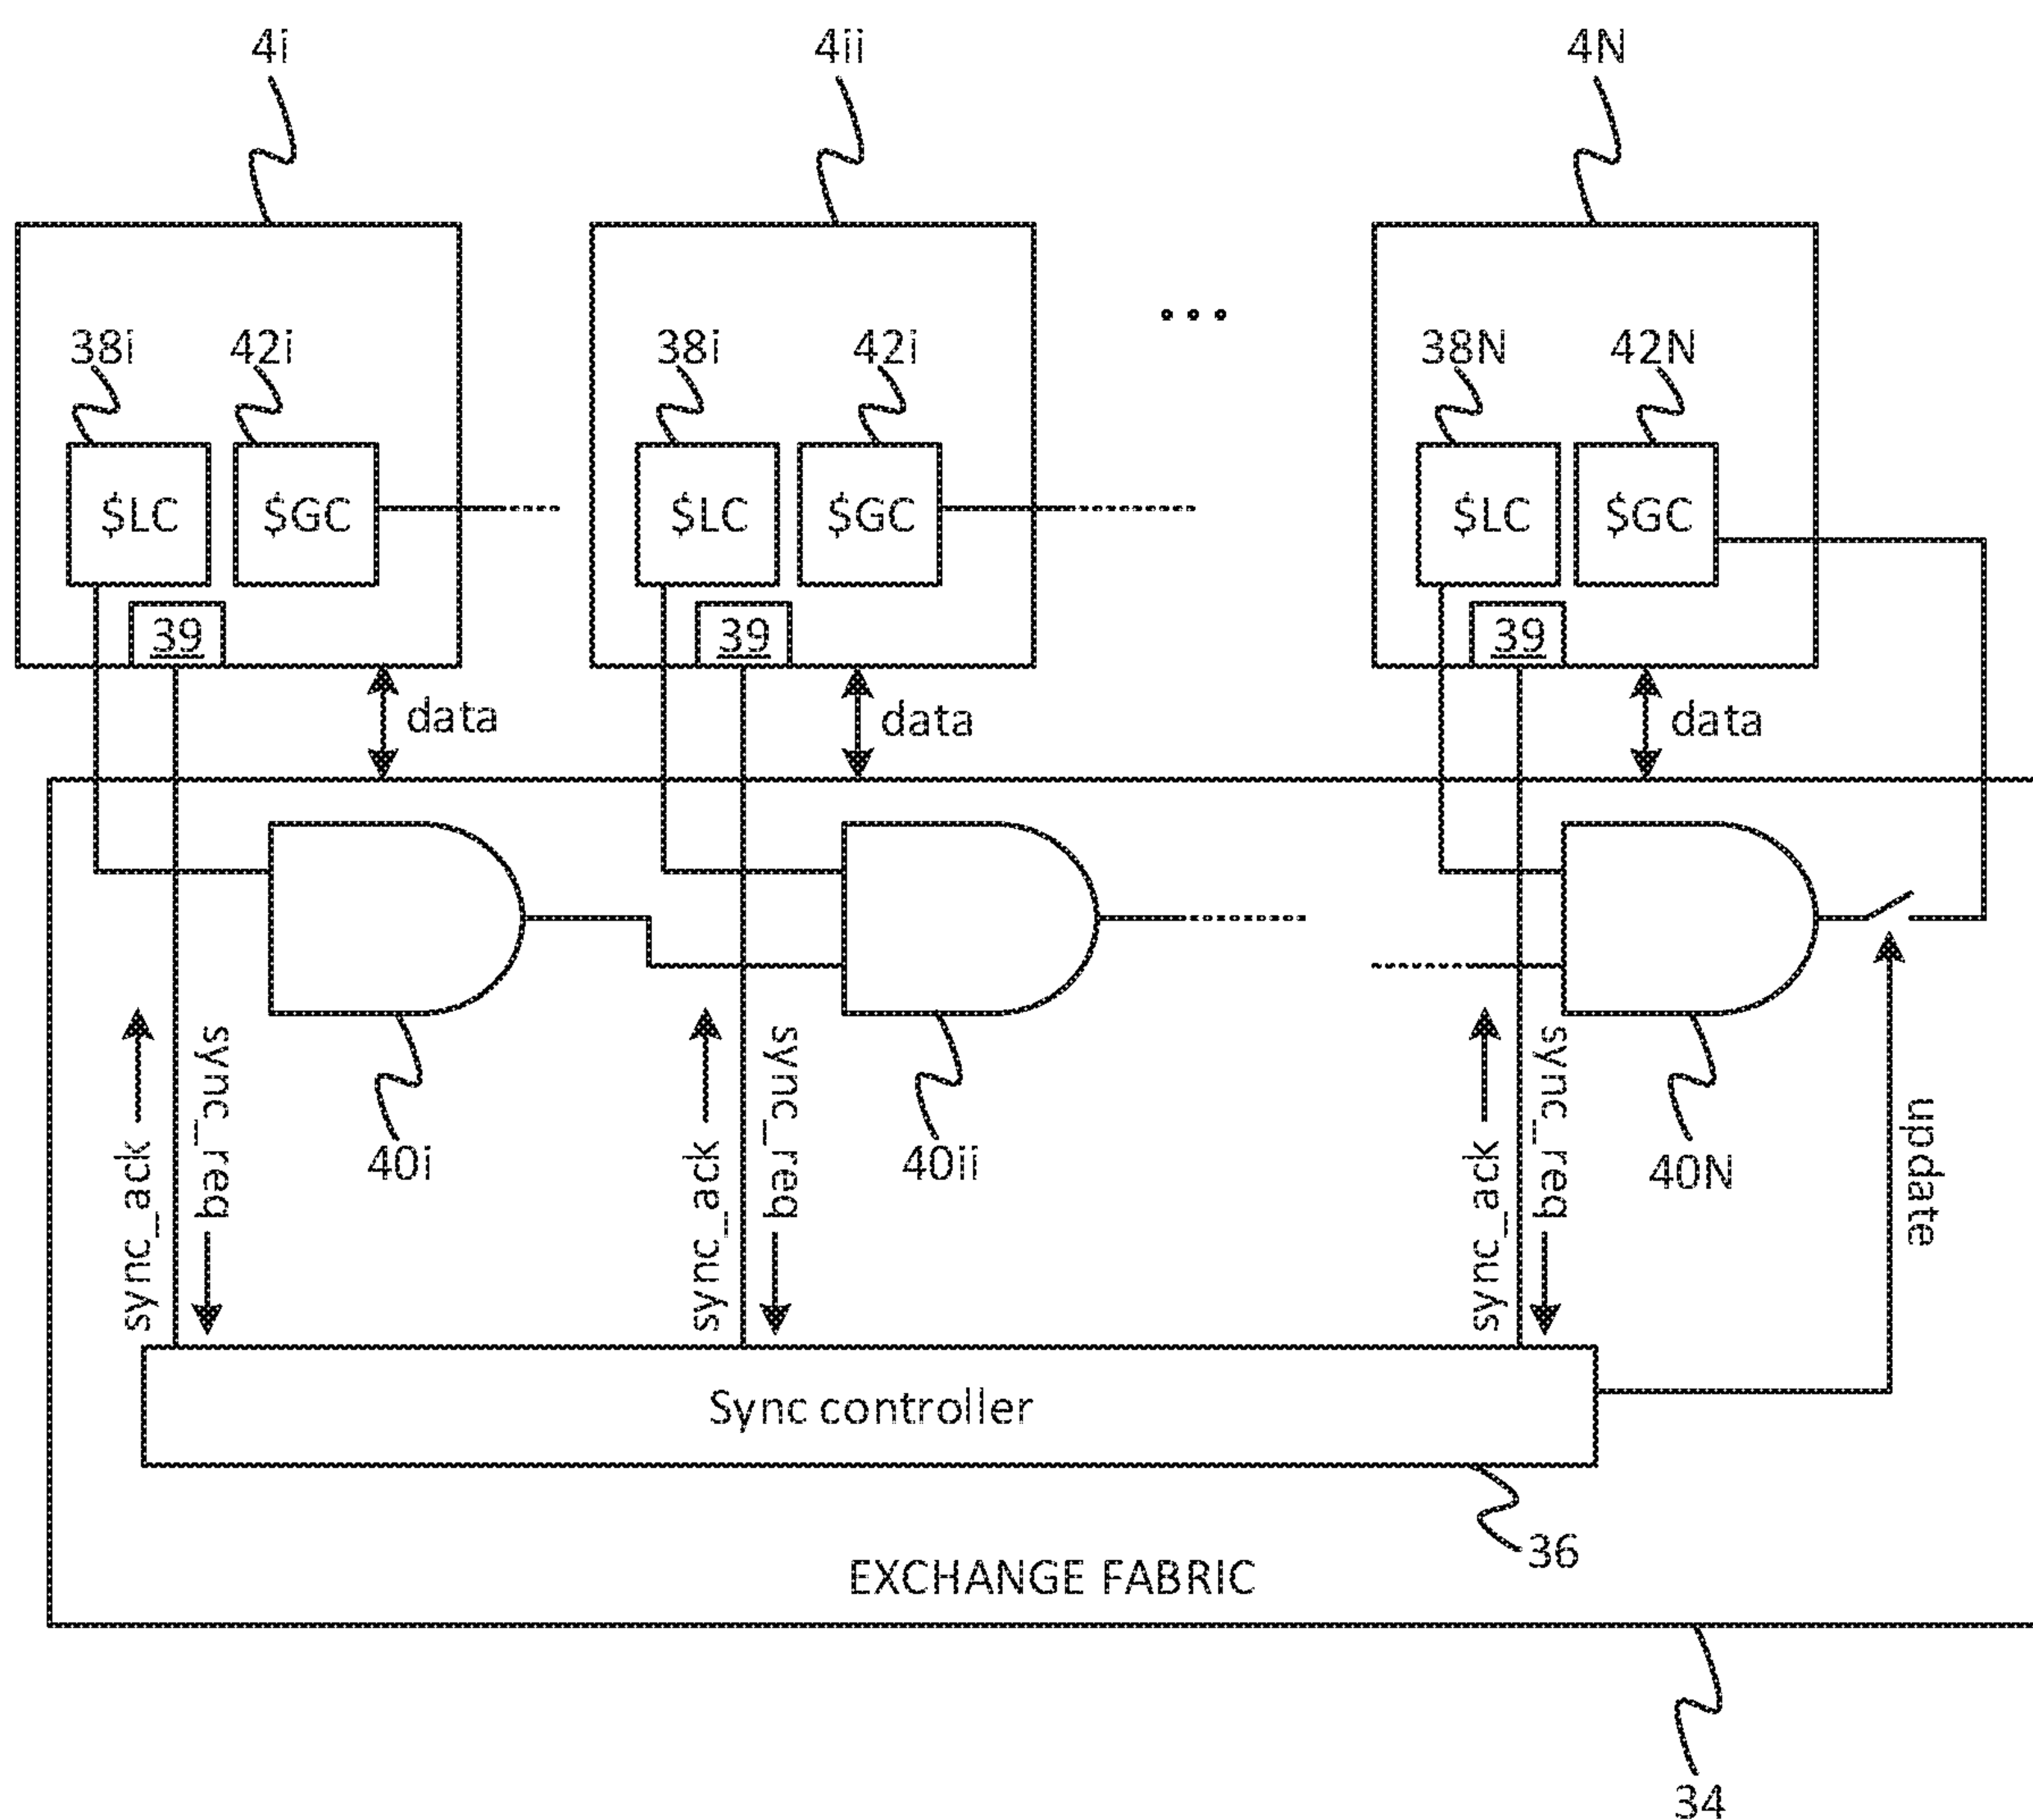 4i 4ii 4N
38i 42i 38i 42i 38N 42N
$LC $GC $LC $GC $LC $GC
39 39 39
data data data
sync_ack sync_req sync_ack sync_req sync_ack sync_req
40i 40ii 40N
update
Sync controller
36
EXCHANGE FABRIC
34